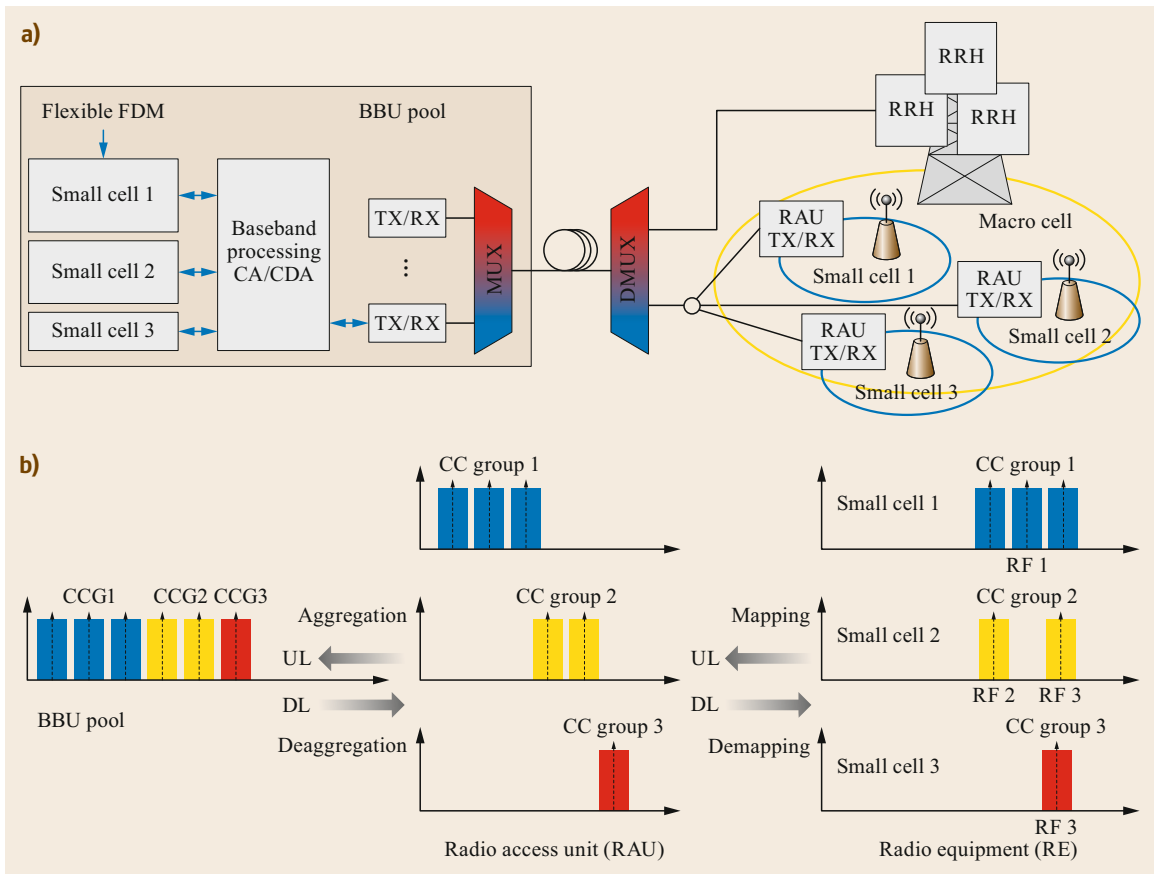 a)
RRH
RRH
RRH
Flexible FDM
BBU pool
Small cell 1
Small cell 2
Small cell 3
Baseband
processing
CA/CDA
TX/RX
⋮
TX/RX
MUX
DMUX
Macro cell
RAU
TX/RX
Small cell 1
RAU
TX/RX
Small cell 2
RAU
TX/RX
Small cell 3
b)
CC group 1
CC group 1
Small cell 1
RF 1
CCG1 CCG2 CCG3
BBU pool
Aggregation
UL
DL
Deaggregation
CC group 2
CC group 3
Mapping
UL
DL
Demapping
CC group 2
Small cell 2
RF 2 RF 3
CC group 3
Small cell 3
RF 3
Radio access unit (RAU)
Radio equipment (RE)